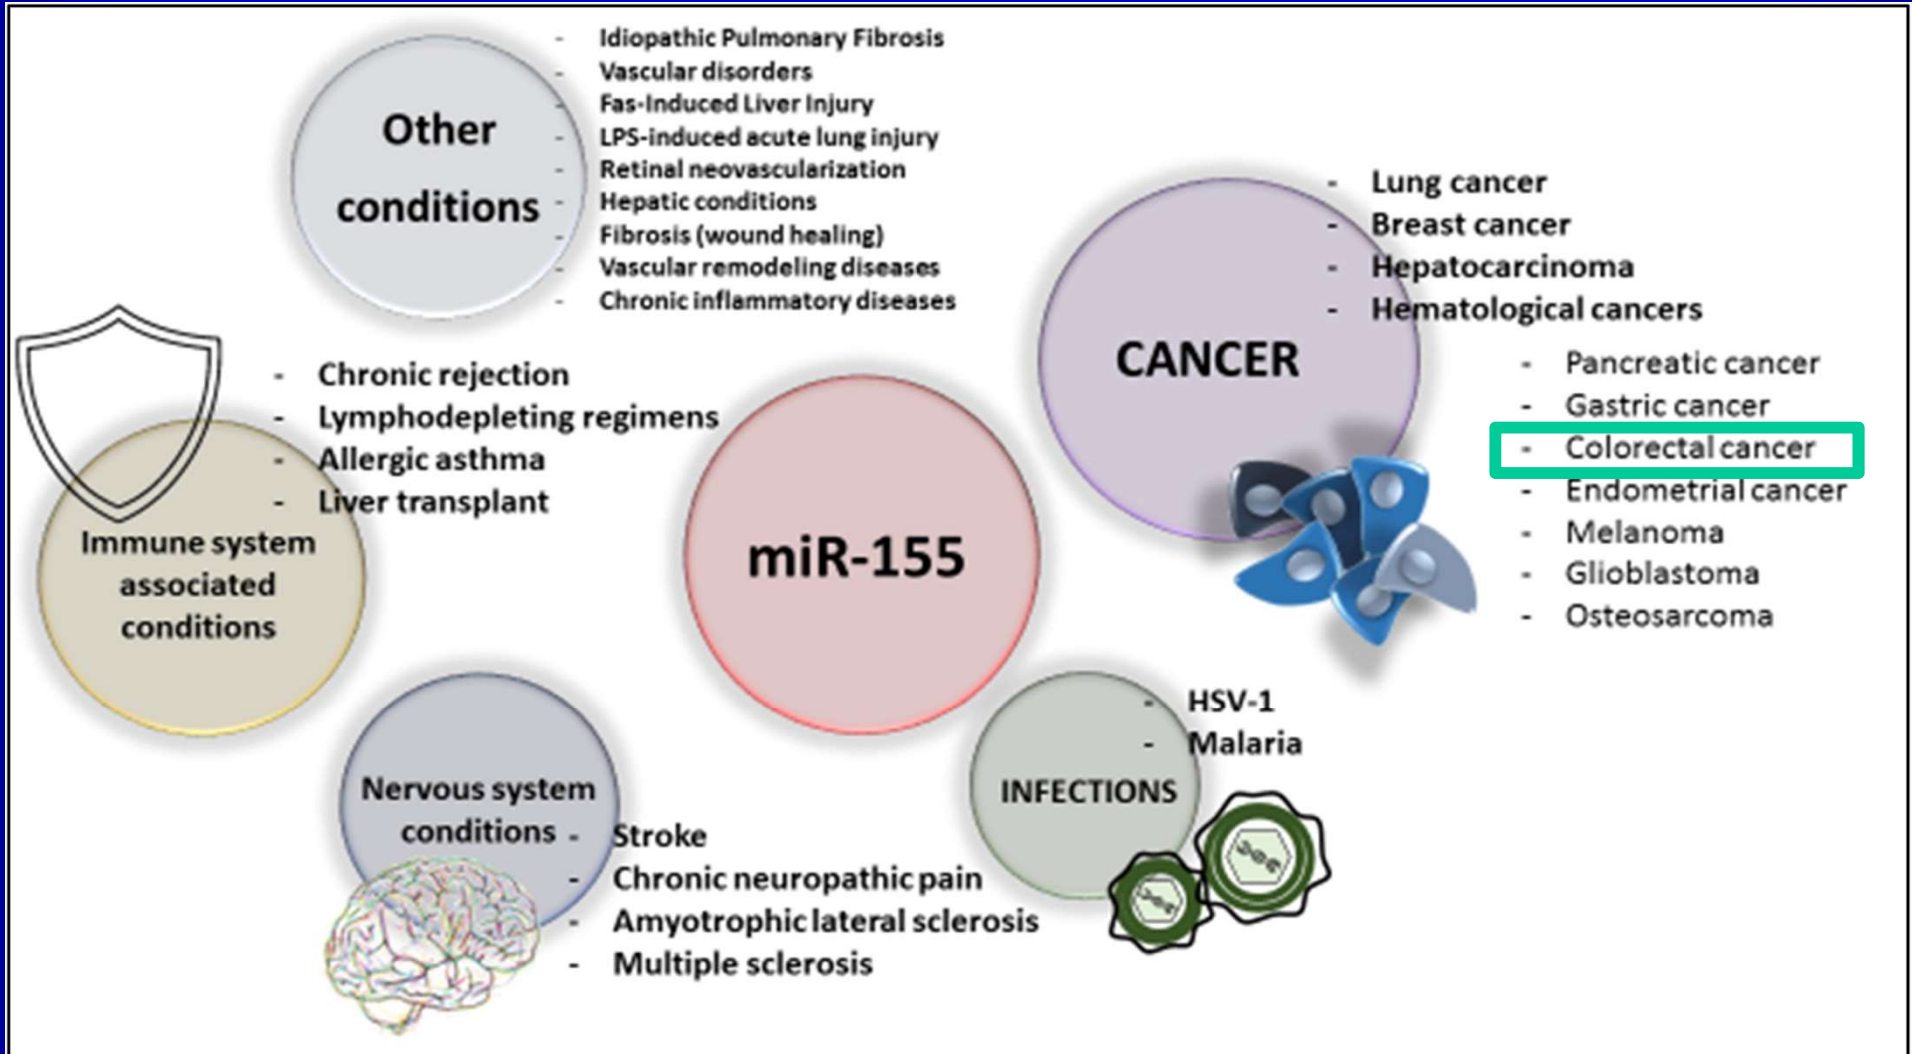 Other
conditions
- Idiopathic Pulmonary Fibrosis
- Vascular disorders
- Fas-Induced Liver Injury
- LPS-induced acute lung injury
- Retinal neovascularization
- Hepatic conditions
- Fibrosis (wound healing)
- Vascular remodeling diseases
- Chronic inflammatory diseases
CANCER
- Lung cancer
- Breast cancer
- Hepatocarcinoma
- Hematological cancers
- Pancreatic cancer
- Gastric cancer
- Colorectal cancer
- Endometrial cancer
- Melanoma
- Glioblastoma
- Osteosarcoma
- Chronic rejection
- Lymphodepleting regimens
- Allergic asthma
- Liver transplant
Immune system
associated
conditions
miR-155
Nervous system
conditions
- Stroke
- Chronic neuropathic pain
- Amyotrophic lateral sclerosis
- Multiple sclerosis
INFECTIONS
- HSV-1
- Malaria